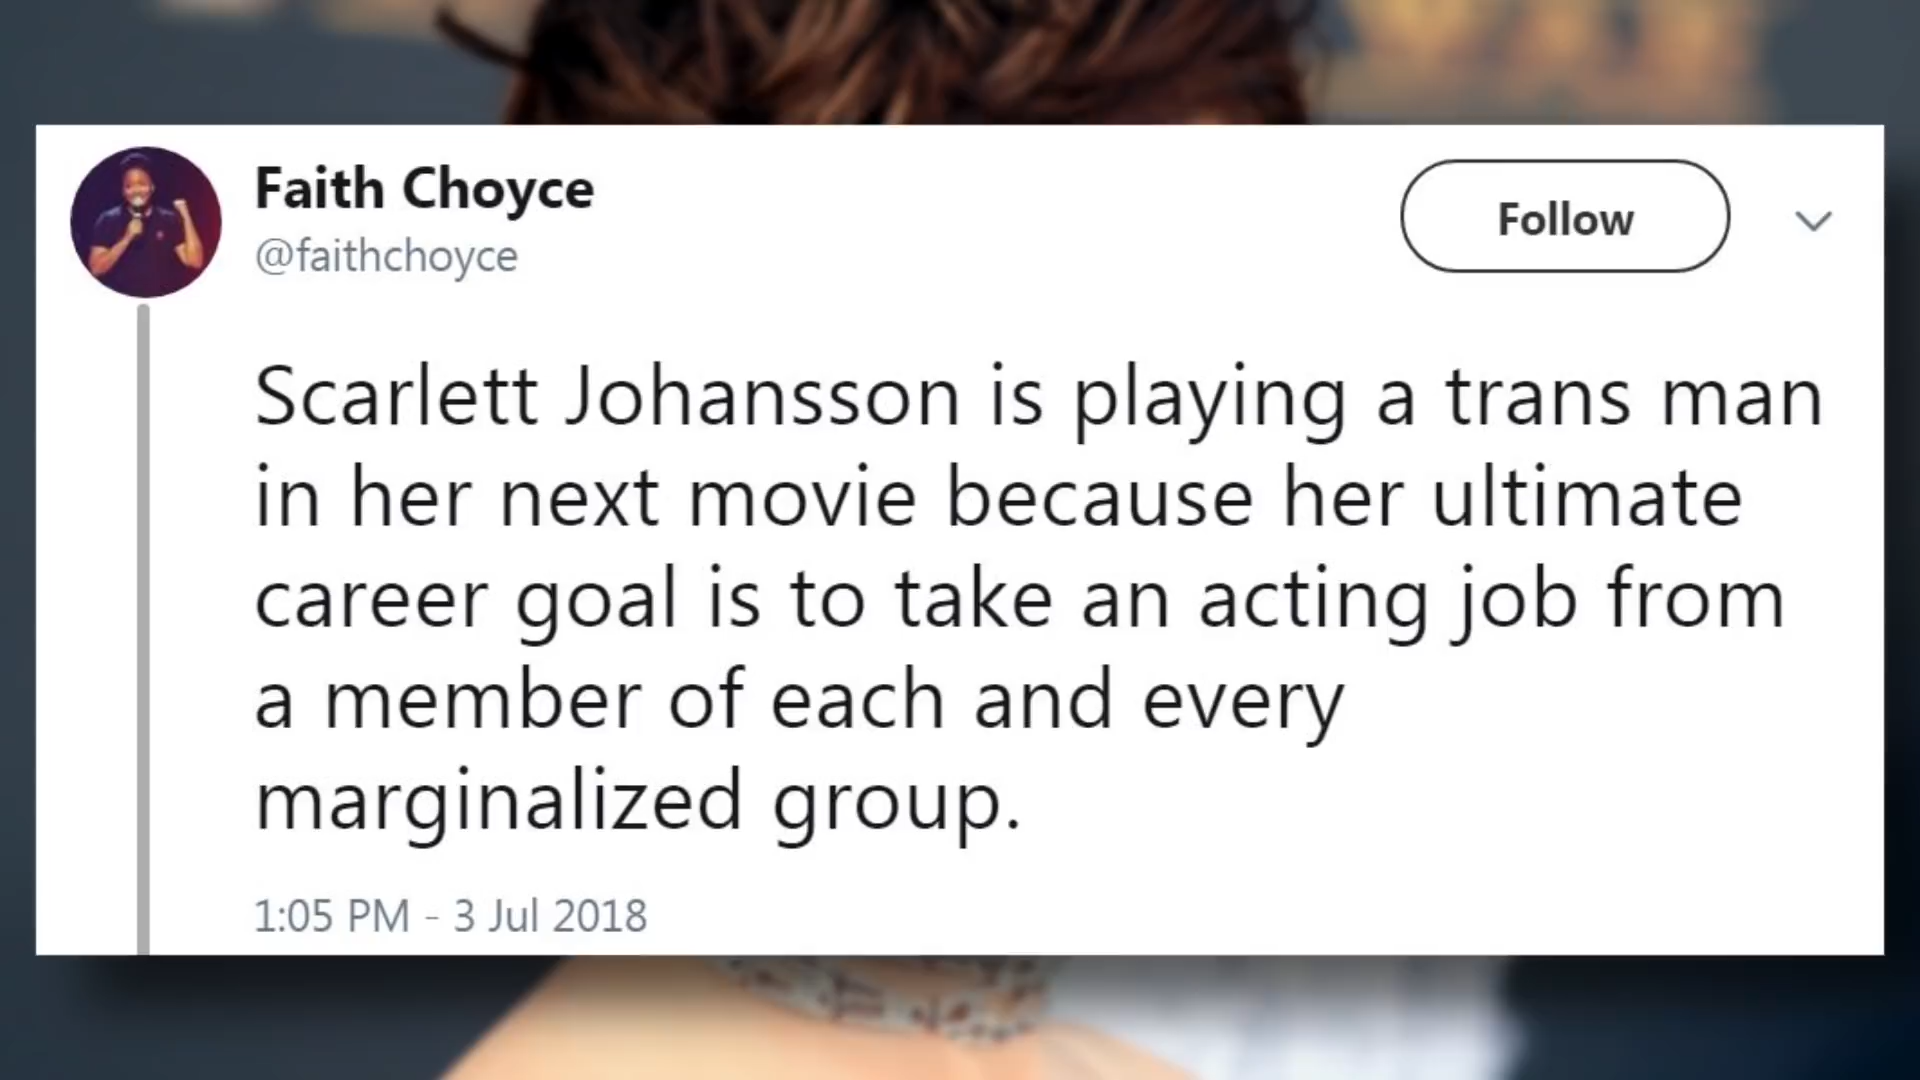 Faith Choyce
@faithchoyce
Follow
Scarlett Johansson is playing a trans man
in her next movie because her ultimate
career goal is to take an acting job from
a member of each and every
marginalized group.
1:05 PM - 3 Jul 2018